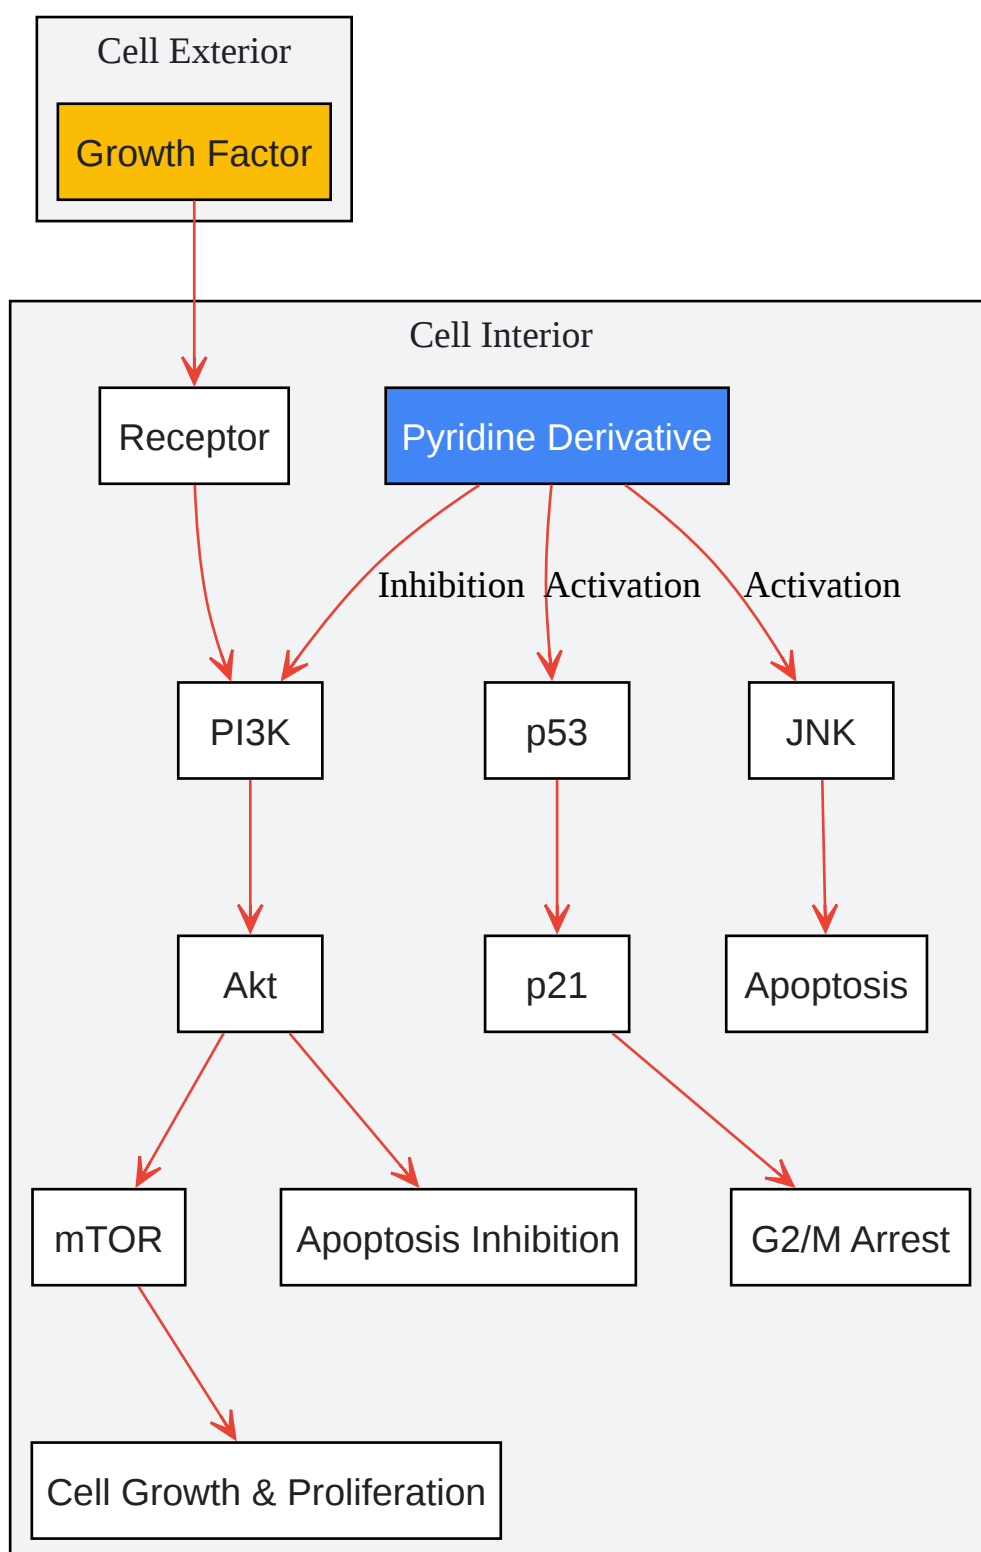 Cell Exterior
Growth Factor
Cell Interior
Receptor
Pyridine Derivative
Inhibition
Activation
Activation
PI3K
p53
JNK
Akt
p21
Apoptosis
mTOR
Apoptosis Inhibition
G2/M Arrest
Cell Growth & Proliferation